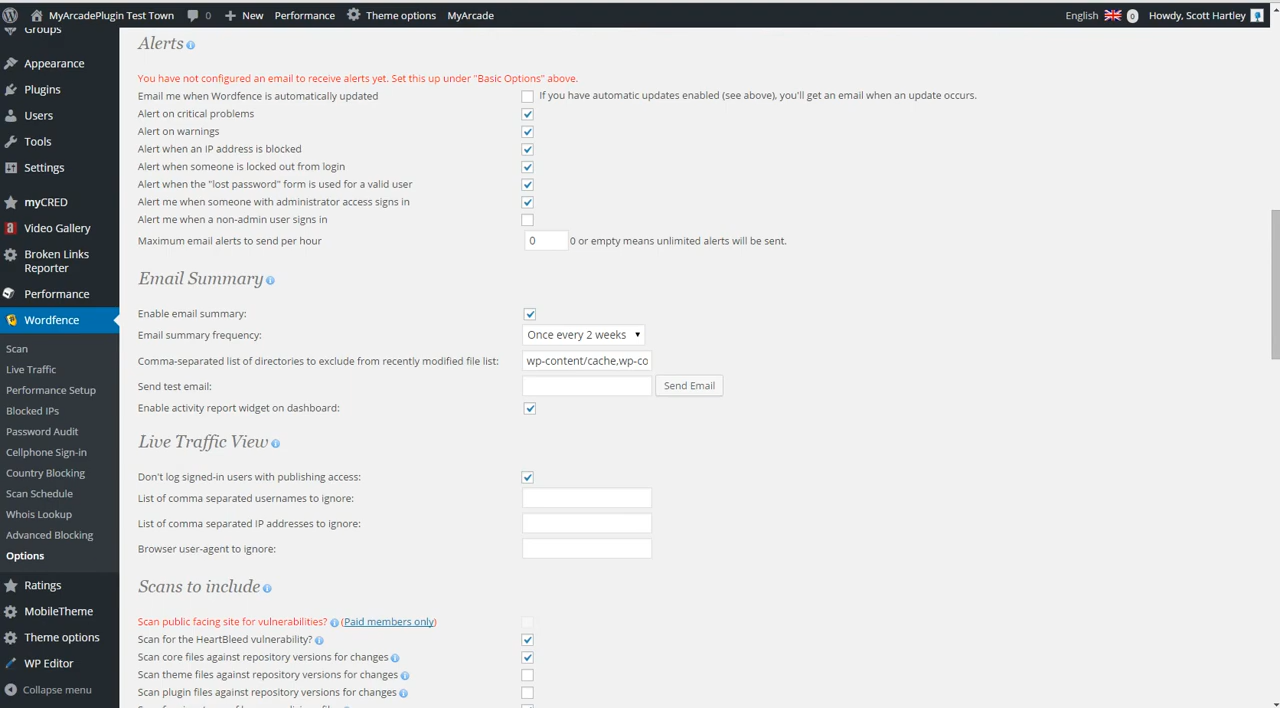 MyArcadePlugin Test Town 0 New Performance Theme options MyArcade English 0 Howdy, Scott Hartley
Groups
Appearance
Plugins
Users
Tools
Settings
myCRED
Video Gallery
Broken Links
Reporter
Performance
Wordfence
Scan
Live Traffic
Performance Setup
Blocked IPs
Password Audit
Cellphone Sign-in
Country Blocking
Scan Schedule
Whois Lookup
Advanced Blocking
Options
Ratings
MobileTheme
Theme options
WP Editor
Collapse menu
Alerts
You have not configured an email to receive alerts yet. Set this up under "Basic Options" above.
Email me when Wordfence is automatically updated If you have automatic updates enabled (see above), you'll get an email when an update occurs.
Alert on critical problems
Alert on warnings
Alert when an IP address is blocked
Alert when someone is locked out from login
Alert when the "lost password" form is used for a valid user
Alert me when someone with administrator access signs in
Alert me when a non-admin user signs in
Maximum email alerts to send per hour 0 0 or empty means unlimited alerts will be sent.
Email Summary
Enable email summary:
Email summary frequency: Once every 2 weeks
Comma-separated list of directories to exclude from recently modified file list: wp-content/cache,wp-co
Send test email: Send Email
Enable activity report widget on dashboard:
Live Traffic View
Don't log signed-in users with publishing access:
List of comma separated usernames to ignore:
List of comma separated IP addresses to ignore:
Browser user-agent to ignore:
Scans to include
Scan public facing site for vulnerabilities? (Paid members only)
Scan for the HeartBleed vulnerability?
Scan core files against repository versions for changes
Scan theme files against repository versions for changes
Scan plugin files against repository versions for changes